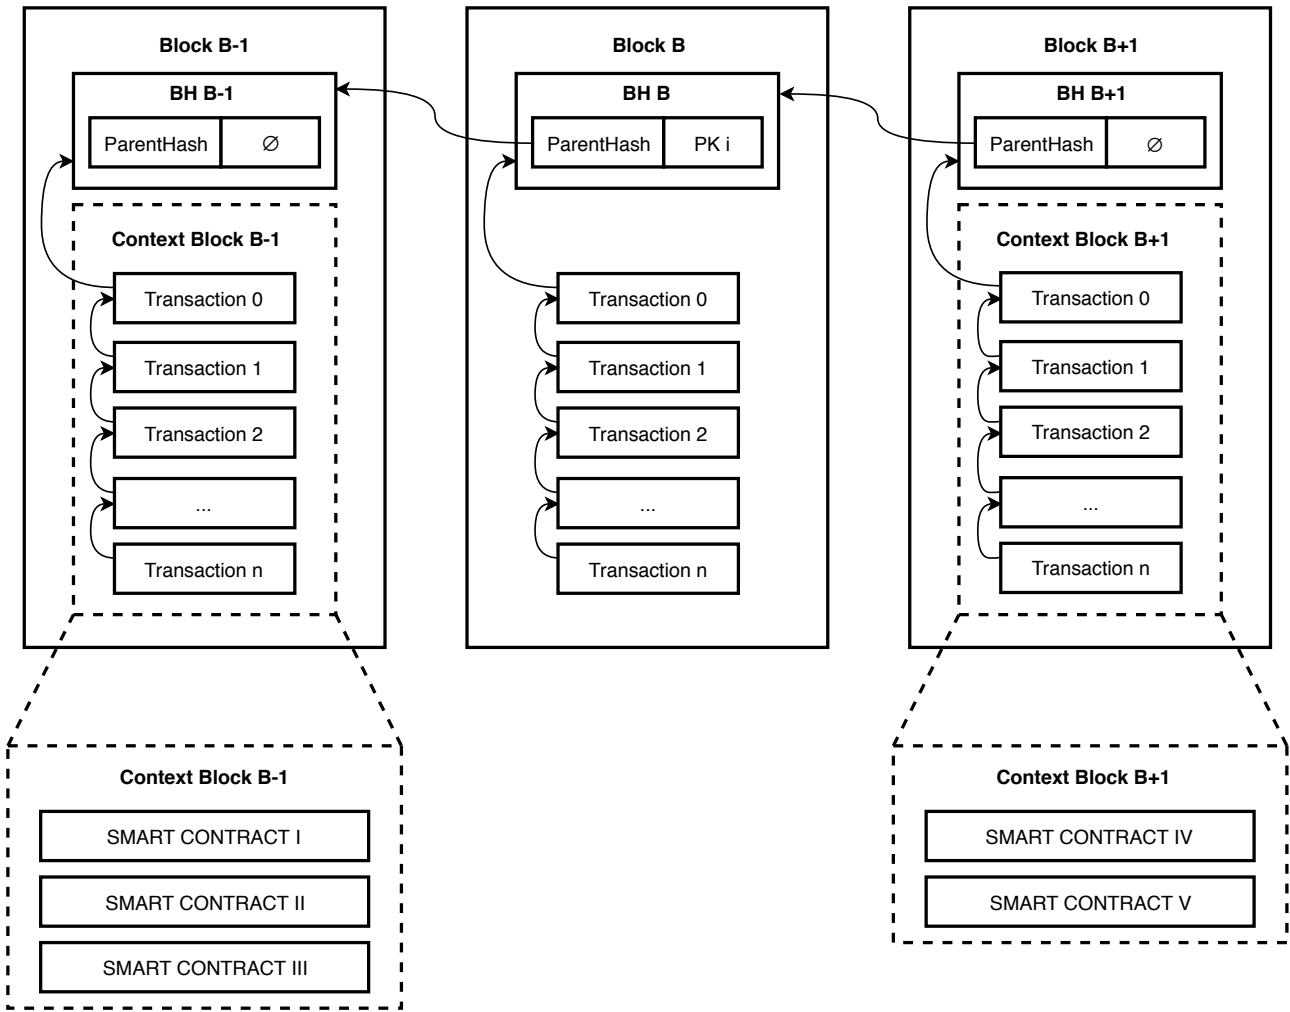 Block B-1
BH B-1
ParentHash
∅
Context Block B-1
Transaction 0
Transaction 1
Transaction 2
...
Transaction n
Block B
BH B
ParentHash
PK i
Transaction 0
Transaction 1
Transaction 2
...
Transaction n
Block B+1
BH B+1
ParentHash
∅
Context Block B+1
Transaction 0
Transaction 1
Transaction 2
...
Transaction n
Context Block B-1
SMART CONTRACT I
SMART CONTRACT II
SMART CONTRACT III
Context Block B+1
SMART CONTRACT IV
SMART CONTRACT V